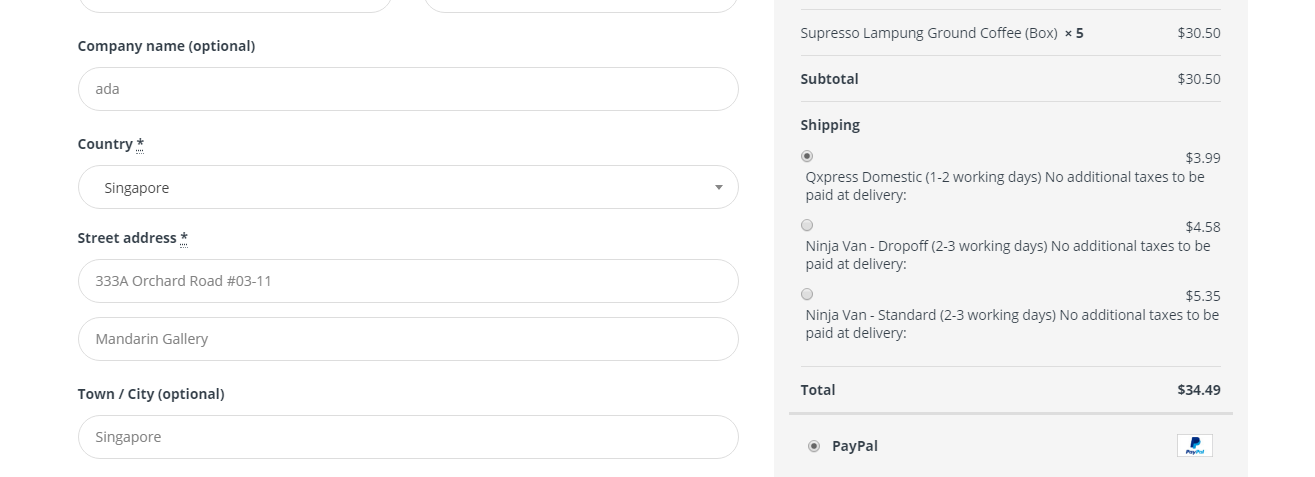 Company name (optional)
ada
Country *
Singapore
Street address *
333A Orchard Road #03-11
Mandarin Gallery
Town / City (optional)
Singapore
Supresso Lampung Ground Coffee (Box) × 5 $30.50
Subtotal $30.50
Shipping
$3.99
Qxpress Domestic (1-2 working days) No additional taxes to be
paid at delivery:
$4.58
Ninja Van - Dropoff (2-3 working days) No additional taxes to be
paid at delivery:
$5.35
Ninja Van - Standard (2-3 working days) No additional taxes to be
paid at delivery:
Total $34.49
PayPal PayPal